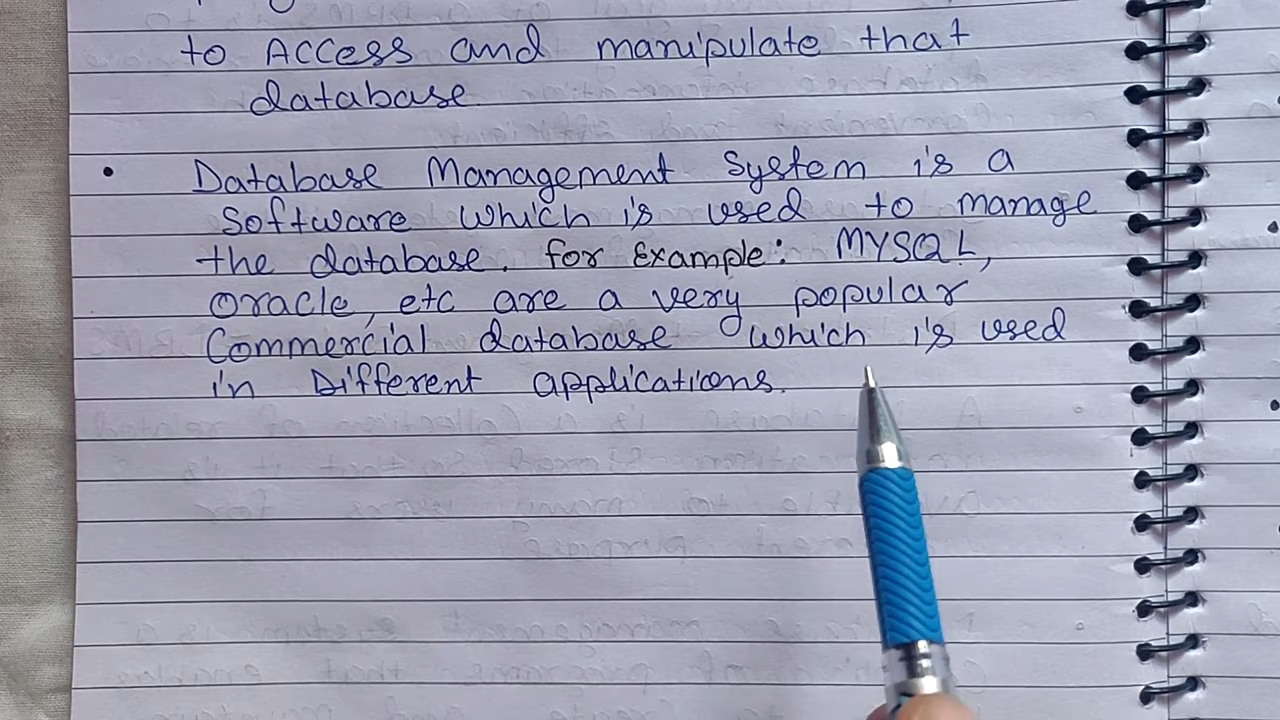 to Access and manipulate that
database
• Database Management System is a
Software which is used to manage
the database. for Example: MYSQL,
Oracle, etc are a very popular
Commercial database which is used
in Different applications.